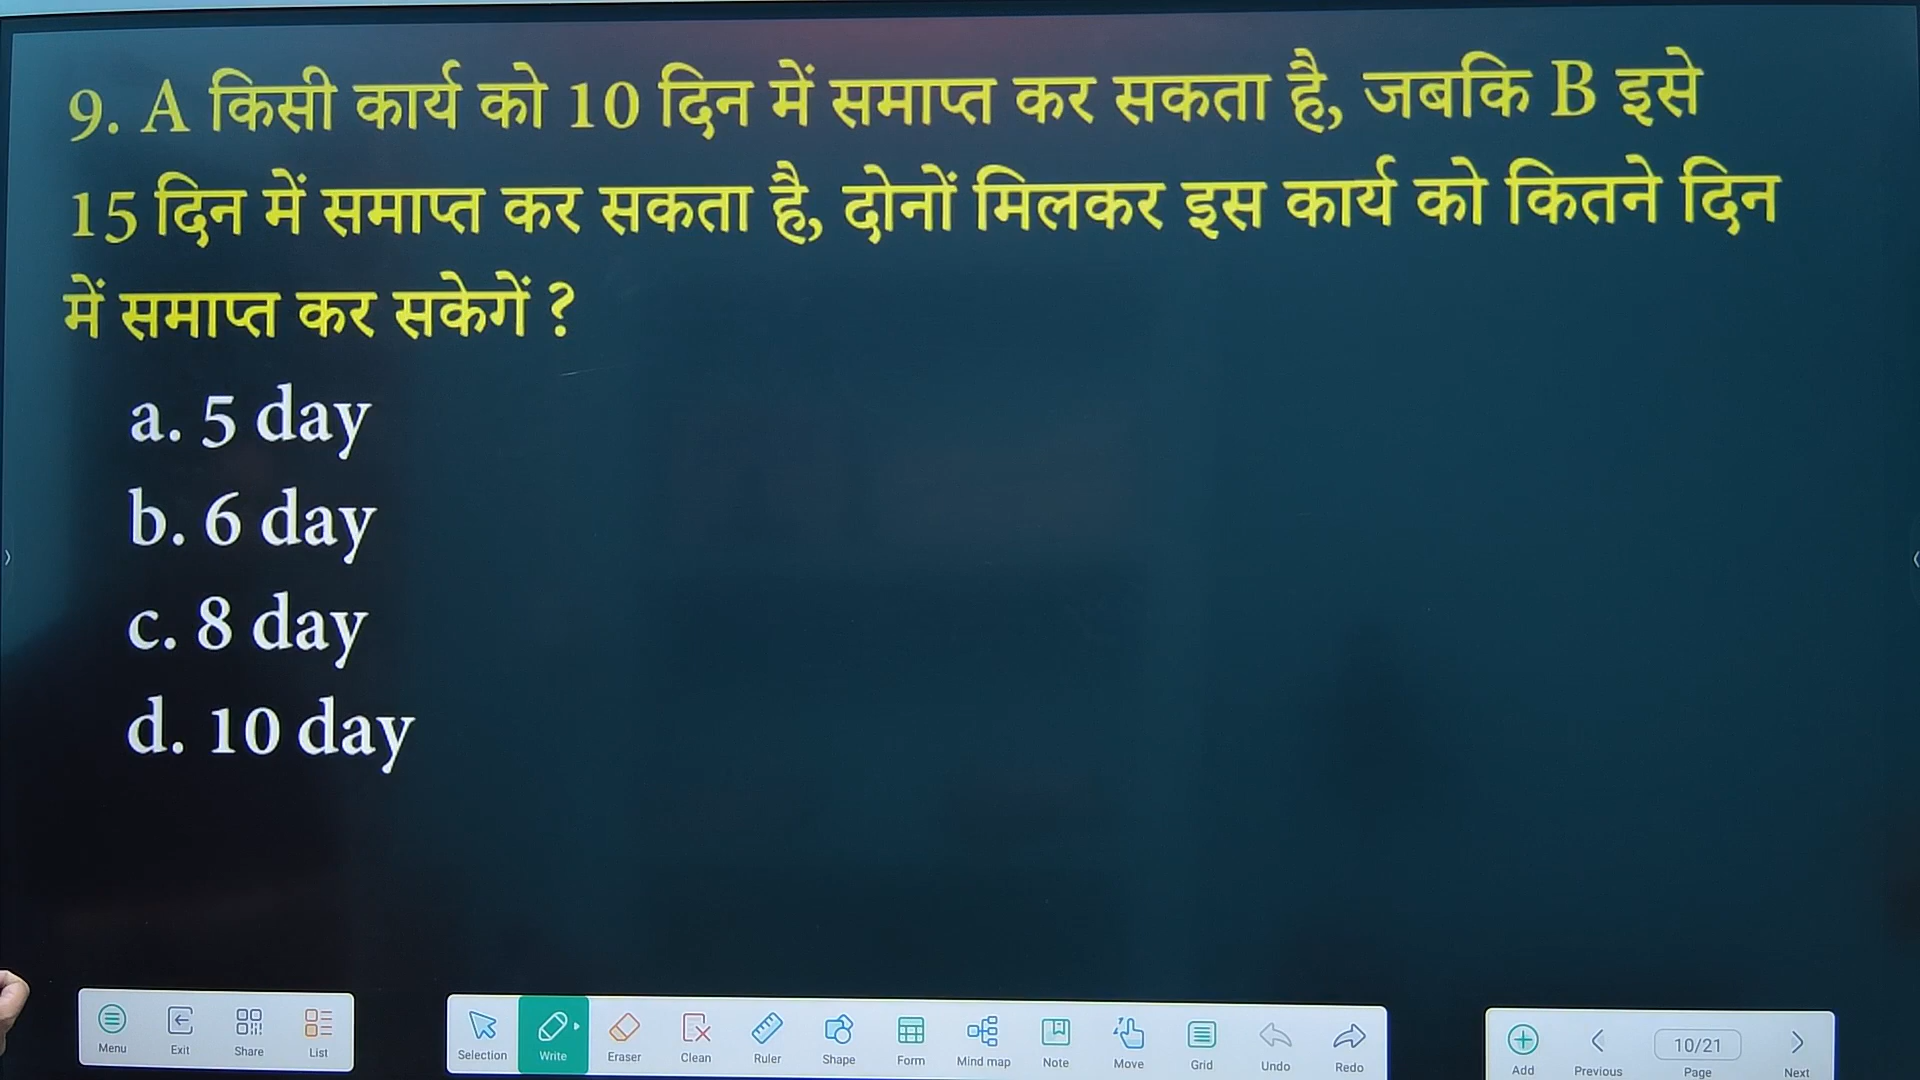 9. A किसी कार्य को 10 दिन में समाप्त कर सकता है, जबकि B इसे
15 दिन में समाप्त कर सकता है, दोनों मिलकर इस कार्य को कितने दिन
में समाप्त कर सकेगें ?
a. 5 day
b. 6 day
c. 8 day
d. 10 day
Menu Exit Share List
Selection Write Eraser Clean Ruler Shape Form Mind map Note Move Grid Undo Redo
Add Previous 10/21 Page Next